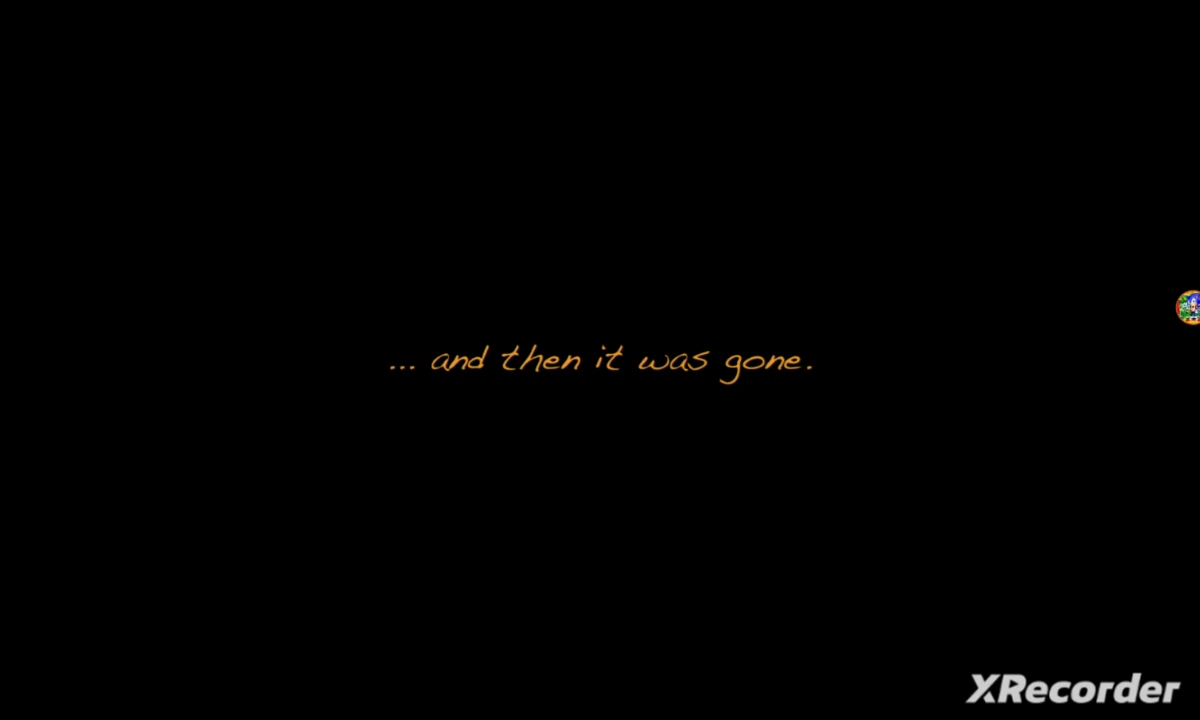 ... and then it was gone.
XRecorder